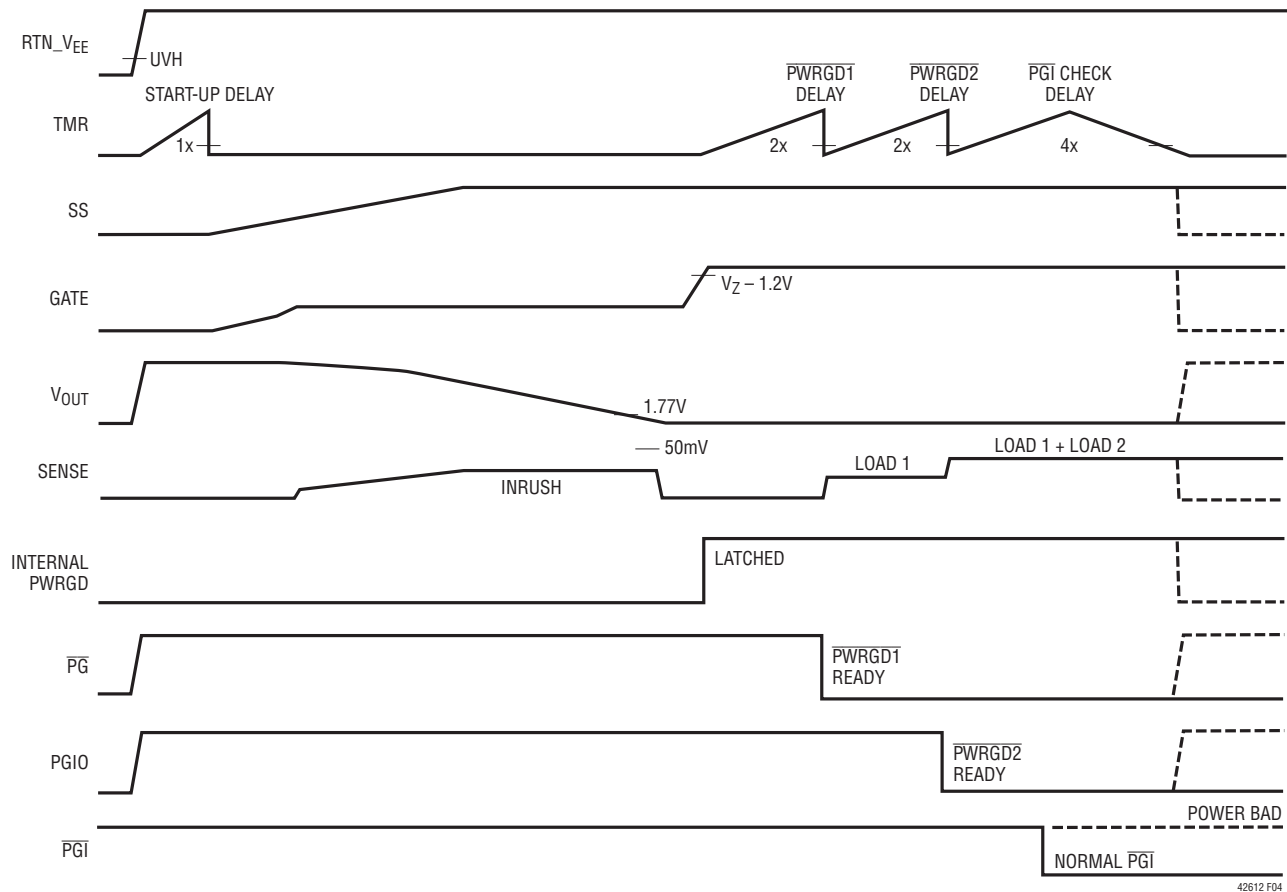 RTN_VEE
UVH
START-UP DELAY
PWRGD1
DELAY
PWRGD2
DELAY
PGI CHECK
DELAY
TMR
1x
2x
2x
4x
SS
GATE
VZ – 1.2V
VOUT
1.77V
50mV
SENSE
INRUSH
LOAD 1
LOAD 1 + LOAD 2
INTERNAL
PWRGD
LATCHED
PG
PWRGD1
READY
PGIO
PWRGD2
READY
POWER BAD
PGI
NORMAL PGI
42612 F04